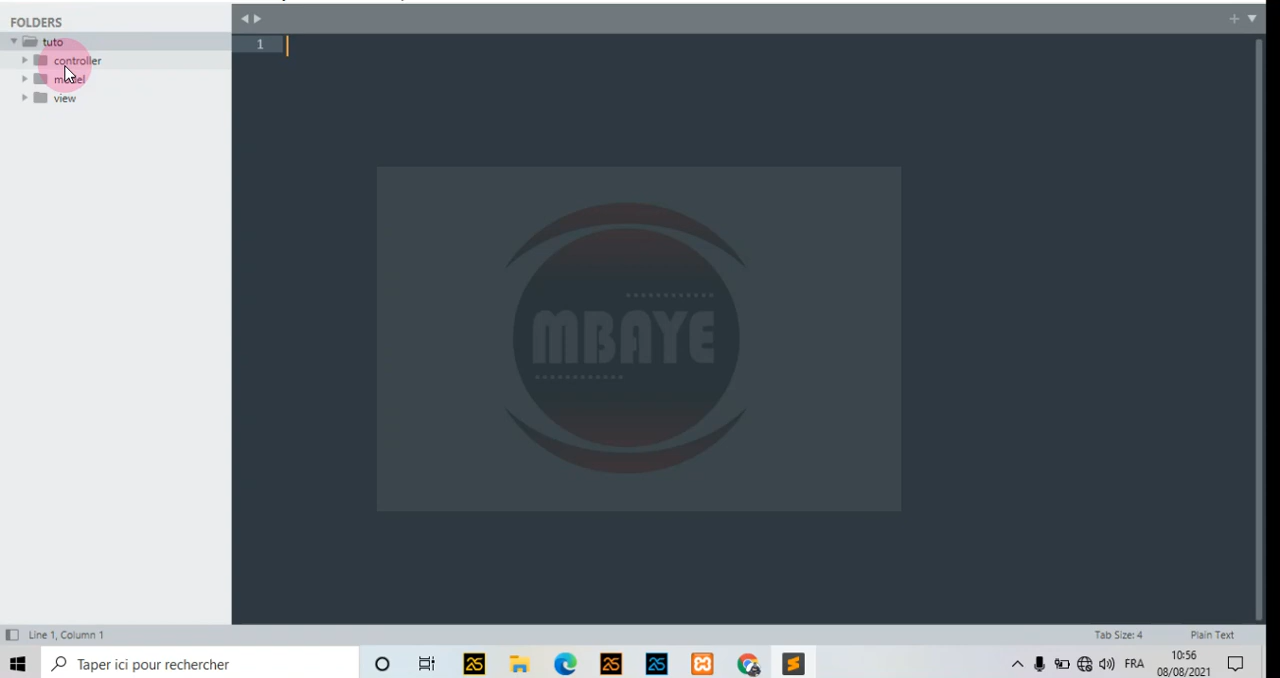 FOLDERS
tuto
controller
model
view
1
MBAYE
Line 1, Column 1
Tab Size: 4
Plain Text
Taper ici pour rechercher
FRA
10:56
08/08/2021